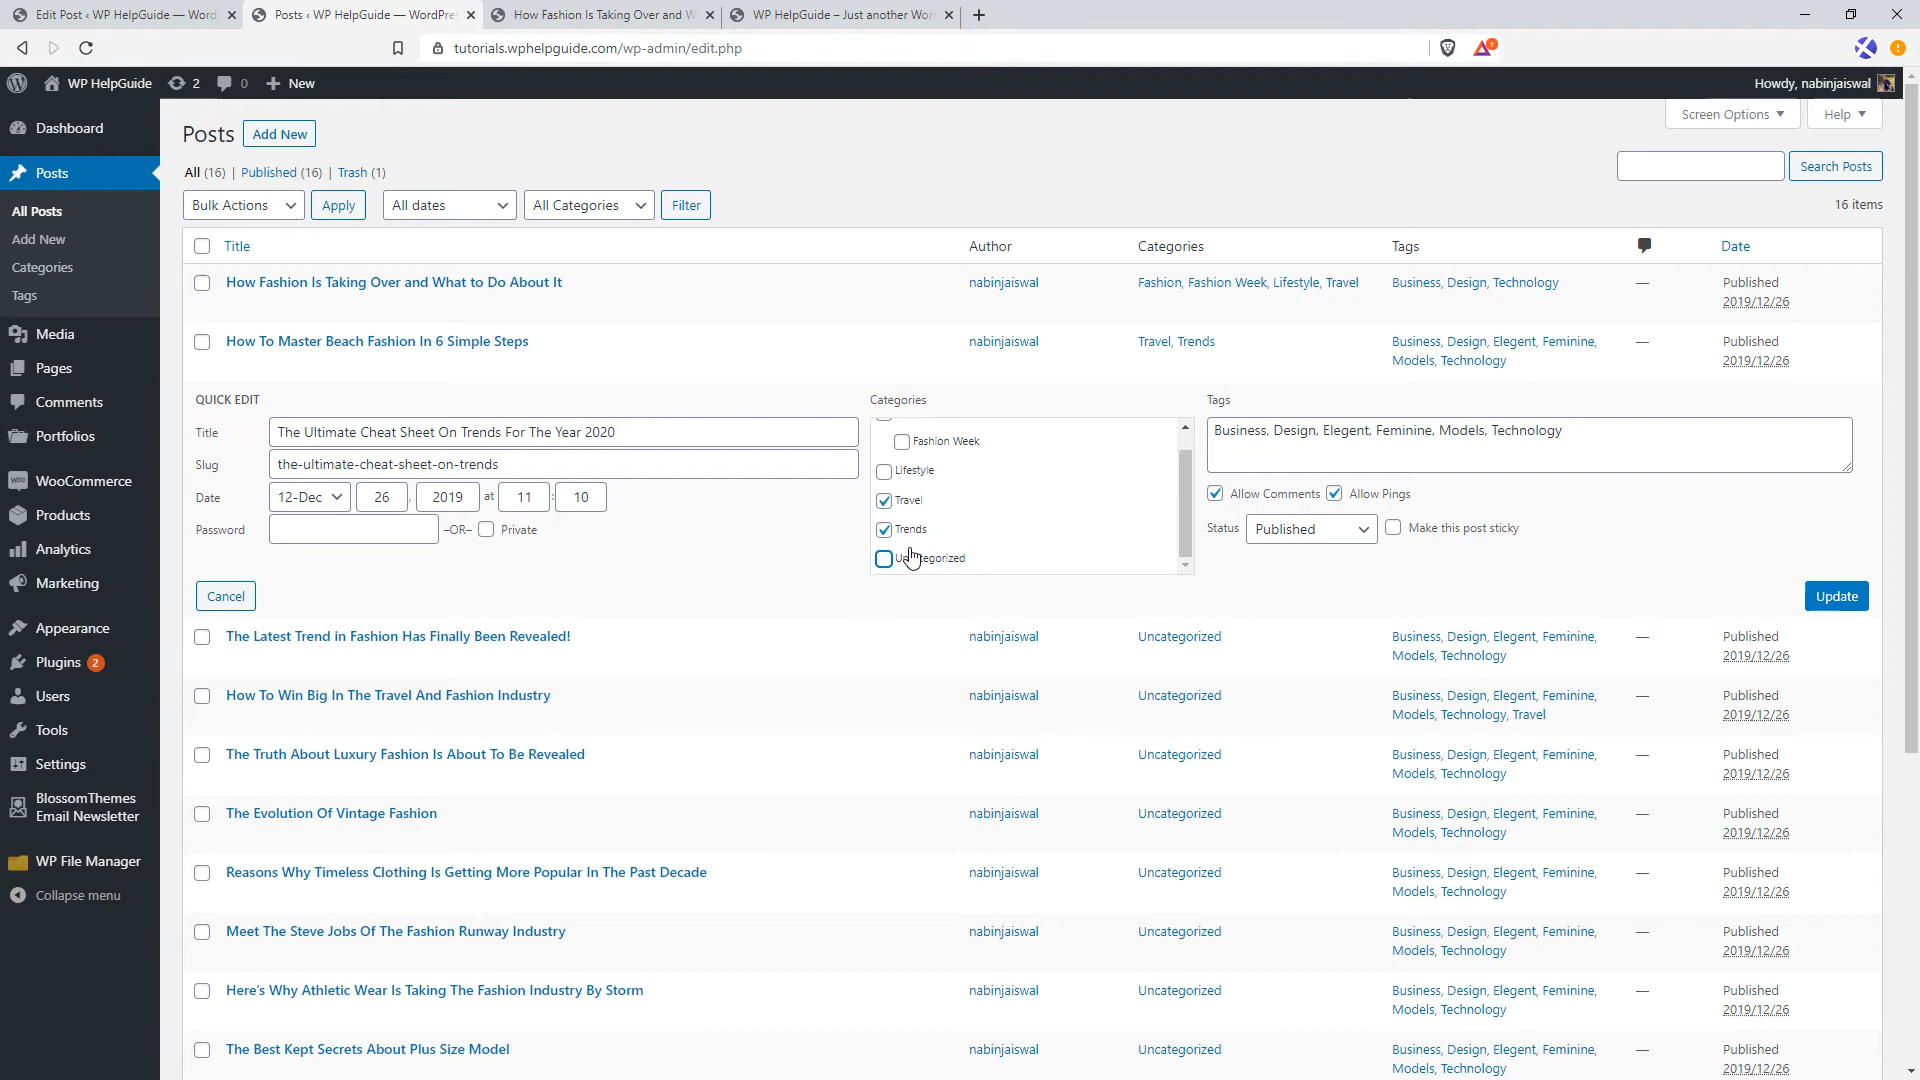 Edit Post ‹ WP HelpGuide — Word
Posts ‹ WP HelpGuide — WordPres
How Fashion Is Taking Over and W
WP HelpGuide – Just another Wor
tutorials.wphelpguide.com/wp-admin/edit.php
1
WP HelpGuide 2 0 New
Howdy, nabinjaiswal
Dashboard
Posts
All Posts
Add New
Categories
Tags
Media
Pages
Comments
Portfolios
WooCommerce
Products
Analytics
Marketing
Appearance
Plugins 2
Users
Tools
Settings
BlossomThemes
Email Newsletter
WP File Manager
Collapse menu
Posts Add New
Screen Options Help
All (16) | Published (16) | Trash (1)
Search Posts
Bulk Actions Apply All dates All Categories Filter
16 items
Title Author Categories Tags Date
How Fashion Is Taking Over and What to Do About It nabinjaiswal Fashion, Fashion Week, Lifestyle, Travel Business, Design, Technology — Published
2019/12/26
How To Master Beach Fashion In 6 Simple Steps nabinjaiswal Travel, Trends Business, Design, Elegent, Feminine, — Published
Models, Technology 2019/12/26
QUICK EDIT
Title The Ultimate Cheat Sheet On Trends For The Year 2020
Slug the-ultimate-cheat-sheet-on-trends
Date 12-Dec 26 , 2019 at 11 : 10
Password –OR– Private
Categories
Fashion Week
Lifestyle
Travel
Trends
Tags
Business, Design, Elegent, Feminine, Models, Technology
Allow Comments Allow Pings
Status Published Make this post sticky
Cancel Update
The Latest Trend in Fashion Has Finally Been Revealed! nabinjaiswal Uncategorized Business, Design, Elegent, Feminine, — Published
Models, Technology 2019/12/26
How To Win Big In The Travel And Fashion Industry nabinjaiswal Uncategorized Business, Design, Elegent, Feminine, — Published
Models, Technology, Travel 2019/12/26
The Truth About Luxury Fashion Is About To Be Revealed nabinjaiswal Uncategorized Business, Design, Elegent, Feminine, — Published
Models, Technology 2019/12/26
The Evolution Of Vintage Fashion nabinjaiswal Uncategorized Business, Design, Elegent, Feminine, — Published
Models, Technology 2019/12/26
Reasons Why Timeless Clothing Is Getting More Popular In The Past Decade nabinjaiswal Uncategorized Business, Design, Elegent, Feminine, — Published
Models, Technology 2019/12/26
Meet The Steve Jobs Of The Fashion Runway Industry nabinjaiswal Uncategorized Business, Design, Elegent, Feminine, — Published
Models, Technology 2019/12/26
Here’s Why Athletic Wear Is Taking The Fashion Industry By Storm nabinjaiswal Uncategorized Business, Design, Elegent, Feminine, — Published
Models, Technology 2019/12/26
The Best Kept Secrets About Plus Size Model nabinjaiswal Uncategorized Business, Design, Elegent, Feminine, — Published
Models, Technology 2019/12/26